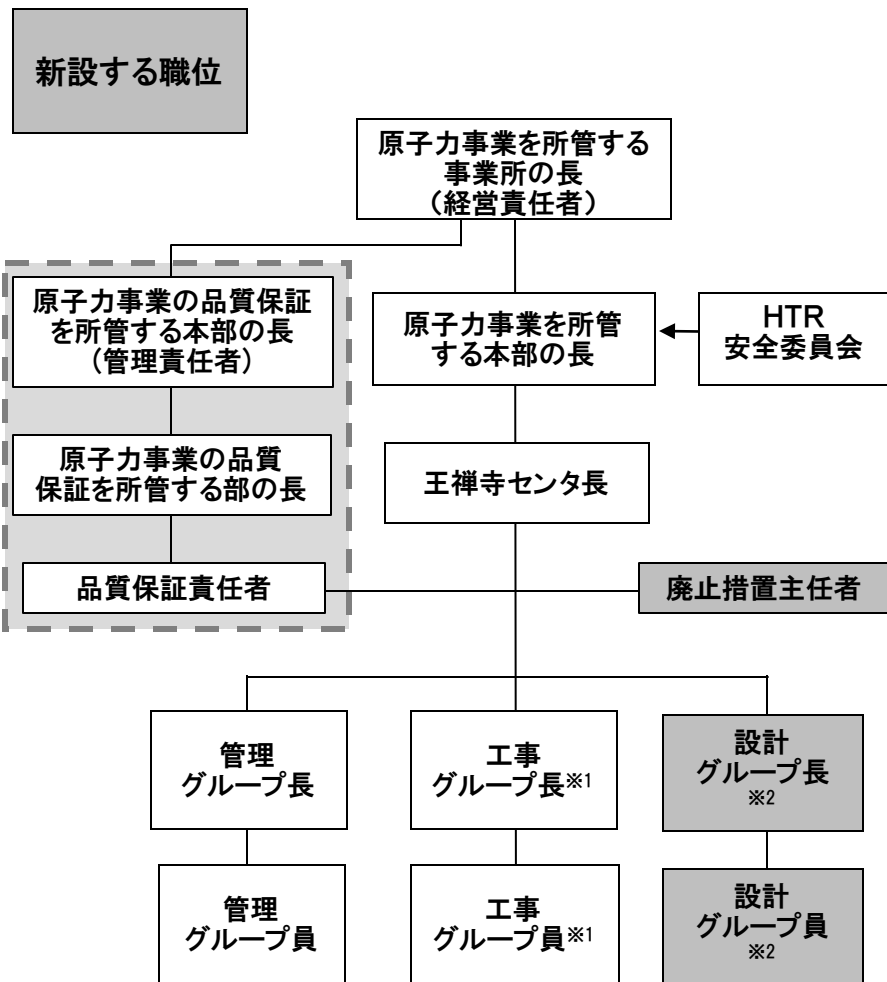 新設する職位
原子力事業を所管する
事業所の長
（経営責任者）
原子力事業の品質保証
を所管する本部の長
（管理責任者）
原子力事業を所管
する本部の長
HTR
安全委員会
原子力事業の品質
保証を所管する部の長
王禅寺センタ長
品質保証責任者
廃止措置主任者
管理
グループ長
工事
グループ長※1
設計
グループ長
※2
管理
グループ員
工事
グループ員※1
設計
グループ員
※2